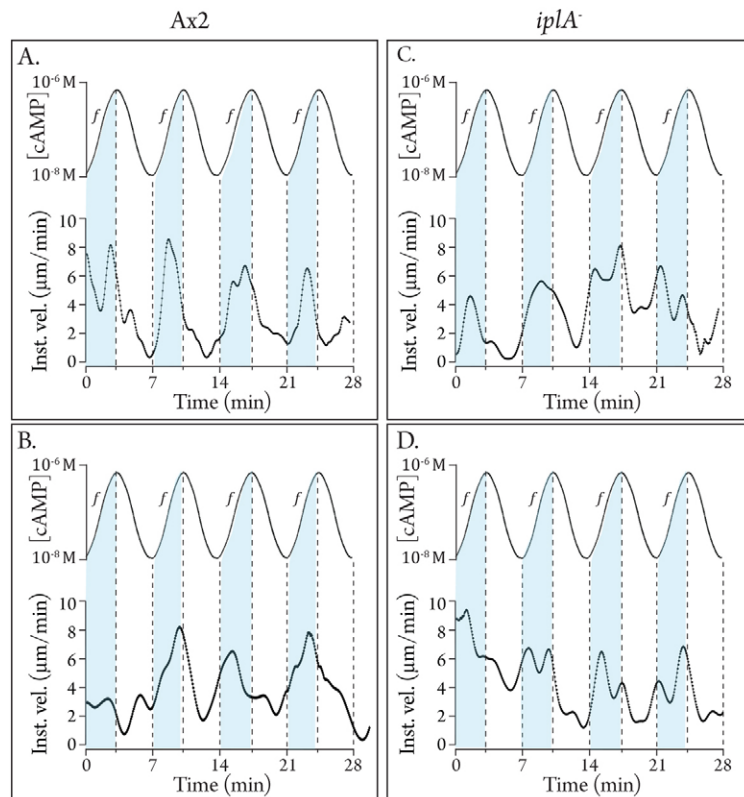 Ax2
iplA-
A.
10-6 M
[cAMP]
10-8 M
f f f f
10
8
6
4
2
0
Inst. vel. (µm/min)
0 7 14 21 28
Time (min)
C.
10-6 M
[cAMP]
10-8 M
f f f f
10
8
6
4
2
0
Inst. vel. (µm/min)
0 7 14 21 28
Time (min)
B.
10-6 M
[cAMP]
10-8 M
f f f f
10
8
6
4
2
0
Inst. vel. (µm/min)
0 7 14 21 28
Time (min)
D.
10-6 M
[cAMP]
10-8 M
f f f f
10
8
6
4
2
0
Inst. vel. (µm/min)
0 7 14 21 28
Time (min)